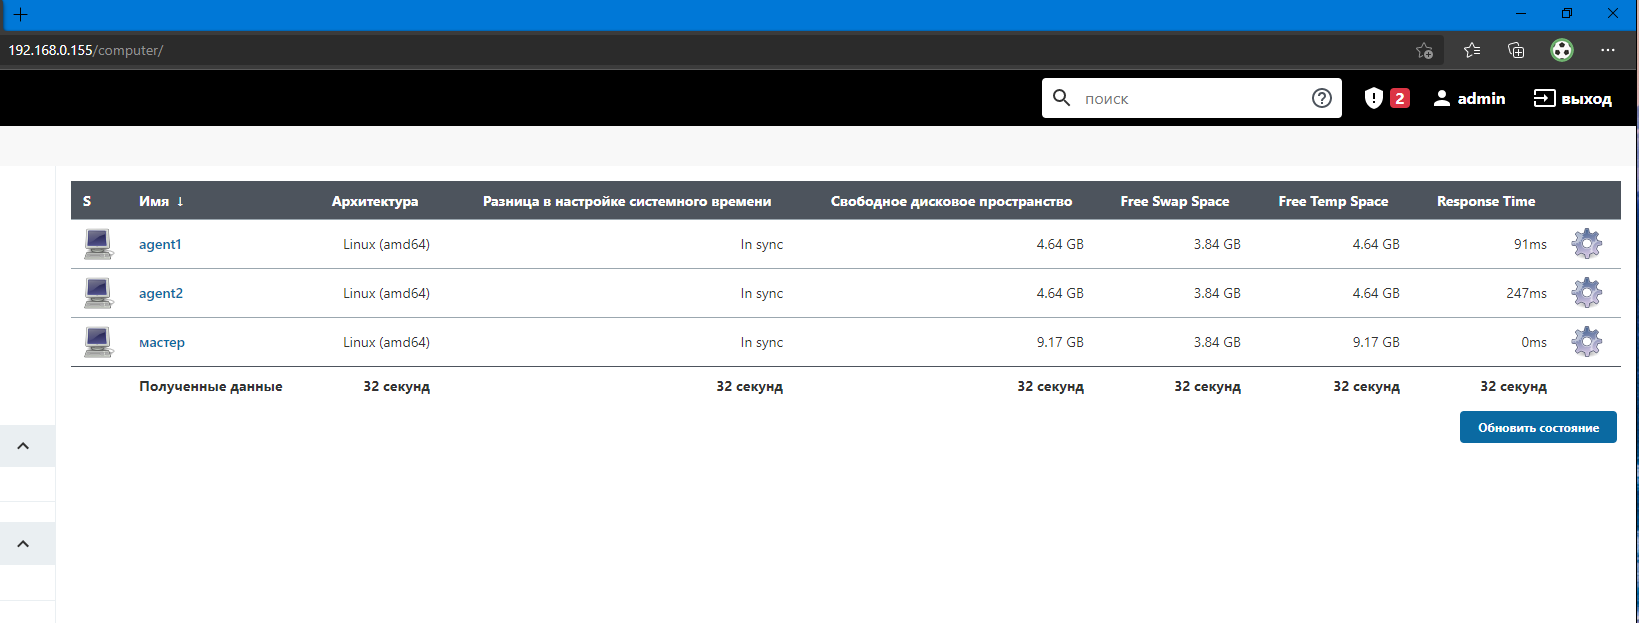 192.168.0.155/computer/
поиск 2 admin выход
S Имя ↓ Архитектура Разница в настройке системного времени Свободное дисковое пространство Free Swap Space Free Temp Space Response Time
agent1 Linux (amd64) In sync 4.64 GB 3.84 GB 4.64 GB 91ms
agent2 Linux (amd64) In sync 4.64 GB 3.84 GB 4.64 GB 247ms
мастер Linux (amd64) In sync 9.17 GB 3.84 GB 9.17 GB 0ms
Полученные данные 32 секунд 32 секунд 32 секунд 32 секунд 32 секунд 32 секунд
Обновить состояние